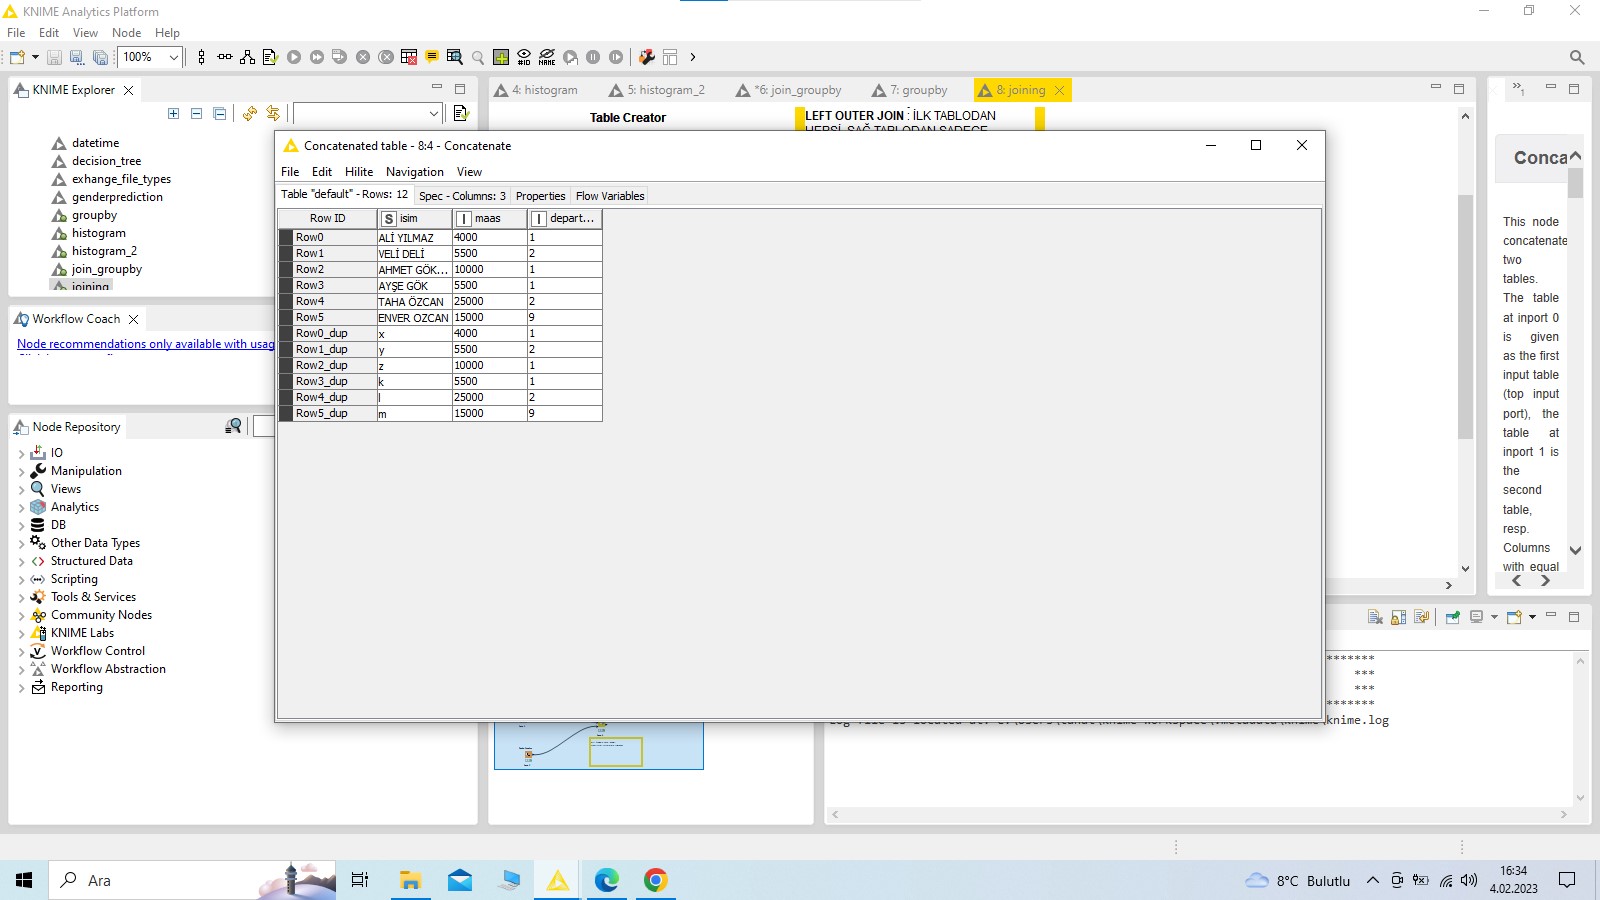 KNIME Analytics Platform
File Edit View Node Help
100%
#ID
NAME
KNIME Explorer
datetime
decision_tree
exhange_file_types
genderprediction
groupby
histogram
histogram_2
join_groupby
joining
Workflow Coach
Node recommendations only available with usag
Node Repository
IO
Manipulation
Views
Analytics
DB
Other Data Types
Structured Data
Scripting
Tools & Services
Community Nodes
KNIME Labs
Workflow Control
Workflow Abstraction
Reporting
4: histogram
5: histogram_2
*6: join_groupby
7: groupby
8: joining
Table Creator
LEFT OUTER JOIN : İLK TABLODAN
HEPSİ, SAĞ TABLODAN SADECE
Concatenated table - 8:4 - Concatenate
File Edit Hilite Navigation View
Table "default" - Rows: 12 Spec - Columns: 3 Properties Flow Variables
Row ID S isim I maas I depart...
Row0 ALİ YILMAZ 4000 1
Row1 VELİ DELİ 5500 2
Row2 AHMET GÖK... 10000 1
Row3 AYŞE GÖK 5500 1
Row4 TAHA ÖZCAN 25000 2
Row5 ENVER OZCAN 15000 9
Row0_dup x 4000 1
Row1_dup y 5500 2
Row2_dup z 10000 1
Row3_dup k 5500 1
Row4_dup l 25000 2
Row5_dup m 15000 9
Conca
This node
concatenate
two
tables.
The table
at inport 0
is given
as the first
input table
(top input
port), the
table at
inport 1 is
the
second
table,
resp.
Columns
with equal
*******
***
***
*******
knime.log
Ara
8°C Bulutlu
16:34
4.02.2023